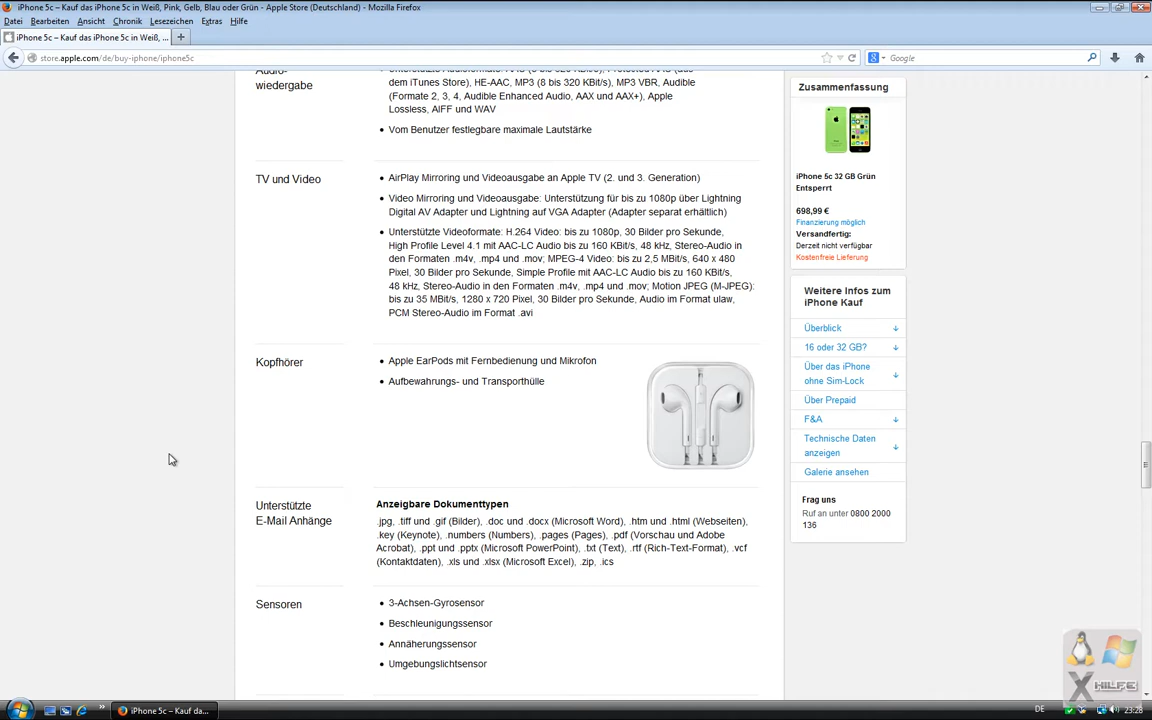 iPhone 5c – Kauf das iPhone 5c in Weiß, Pink, Gelb, Blau oder Grün - Apple Store (Deutschland) - Mozilla Firefox
Datei Bearbeiten Ansicht Chronik Lesezeichen Extras Hilfe
iPhone 5c – Kauf das iPhone 5c in Weiß, ...
store.apple.com/de/buy-iphone/iphone5c
Google
Audio-
wiedergabe
dem iTunes Store), HE-AAC, MP3 (8 bis 320 KBit/s), MP3 VBR, Audible
(Formate 2, 3, 4, Audible Enhanced Audio, AAX und AAX+), Apple
Lossless, AIFF und WAV
Vom Benutzer festlegbare maximale Lautstärke
TV und Video
AirPlay Mirroring und Videoausgabe an Apple TV (2. und 3. Generation)
Video Mirroring und Videoausgabe: Unterstützung für bis zu 1080p über Lightning
Digital AV Adapter und Lightning auf VGA Adapter (Adapter separat erhältlich)
Unterstützte Videoformate: H.264 Video: bis zu 1080p, 30 Bilder pro Sekunde,
High Profile Level 4.1 mit AAC-LC Audio bis zu 160 KBit/s, 48 kHz, Stereo-Audio in
den Formaten .m4v, .mp4 und .mov; MPEG-4 Video: bis zu 2,5 MBit/s, 640 x 480
Pixel, 30 Bilder pro Sekunde, Simple Profile mit AAC-LC Audio bis zu 160 KBit/s,
48 kHz, Stereo-Audio in den Formaten .m4v, .mp4 und .mov; Motion JPEG (M-JPEG):
bis zu 35 MBit/s, 1280 x 720 Pixel, 30 Bilder pro Sekunde, Audio im Format ulaw,
PCM Stereo-Audio im Format .avi
Kopfhörer
Apple EarPods mit Fernbedienung und Mikrofon
Aufbewahrungs- und Transporthülle
Unterstützte
E-Mail Anhänge
Anzeigbare Dokumenttypen
.jpg, .tiff und .gif (Bilder), .doc und .docx (Microsoft Word), .htm und .html (Webseiten),
.key (Keynote), .numbers (Numbers), .pages (Pages), .pdf (Vorschau und Adobe
Acrobat), .ppt und .pptx (Microsoft PowerPoint), .txt (Text), .rtf (Rich-Text-Format), .vcf
(Kontaktdaten), .xls und .xlsx (Microsoft Excel), .zip, .ics
Sensoren
3-Achsen-Gyrosensor
Beschleunigungssensor
Annäherungssensor
Umgebungslichtsensor
Zusammenfassung
iPhone 5c 32 GB Grün
Entsperrt
698,99 €
Finanzierung möglich
Versandfertig:
Derzeit nicht verfügbar
Kostenfreie Lieferung
Weitere Infos zum
iPhone Kauf
Überblick
16 oder 32 GB?
Über das iPhone
ohne Sim-Lock
Über Prepaid
F&A
Technische Daten
anzeigen
Galerie ansehen
Frag uns
Ruf an unter 0800 2000
136
X HILFE
iPhone 5c – Kauf da...
DE
23:28